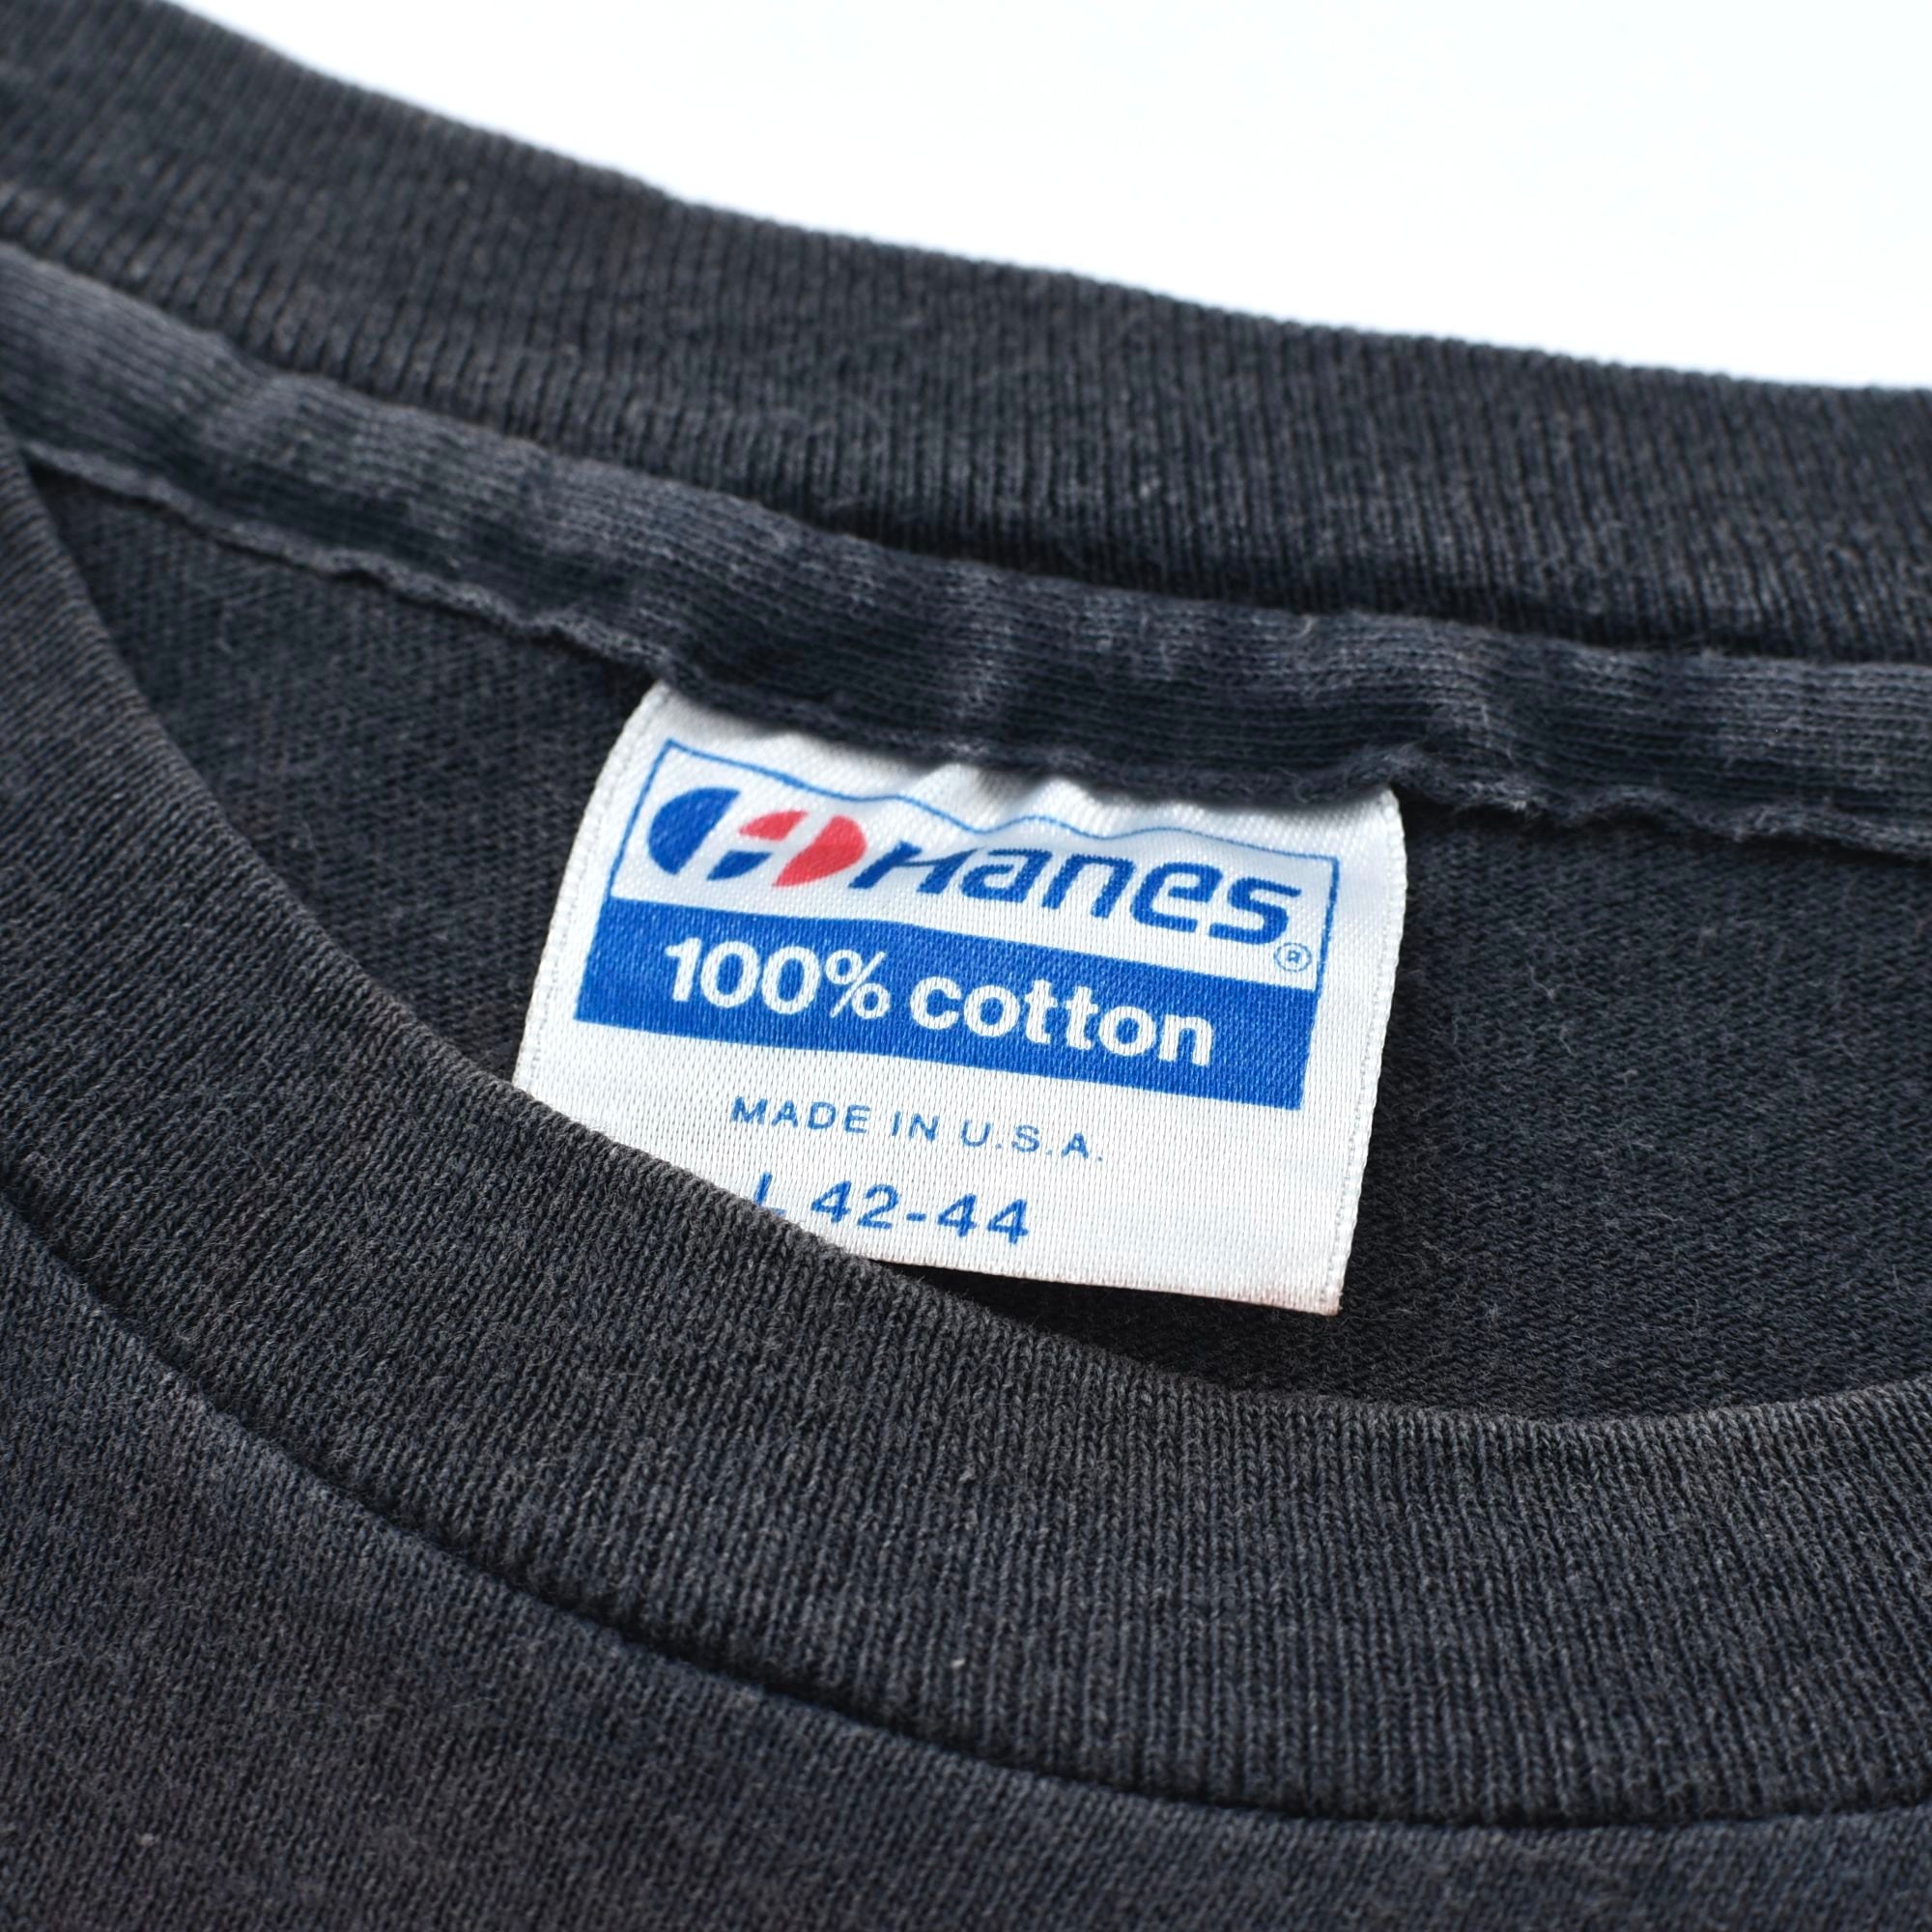 Hanes®
100% cotton
MADE IN U.S.A.
L 42-44